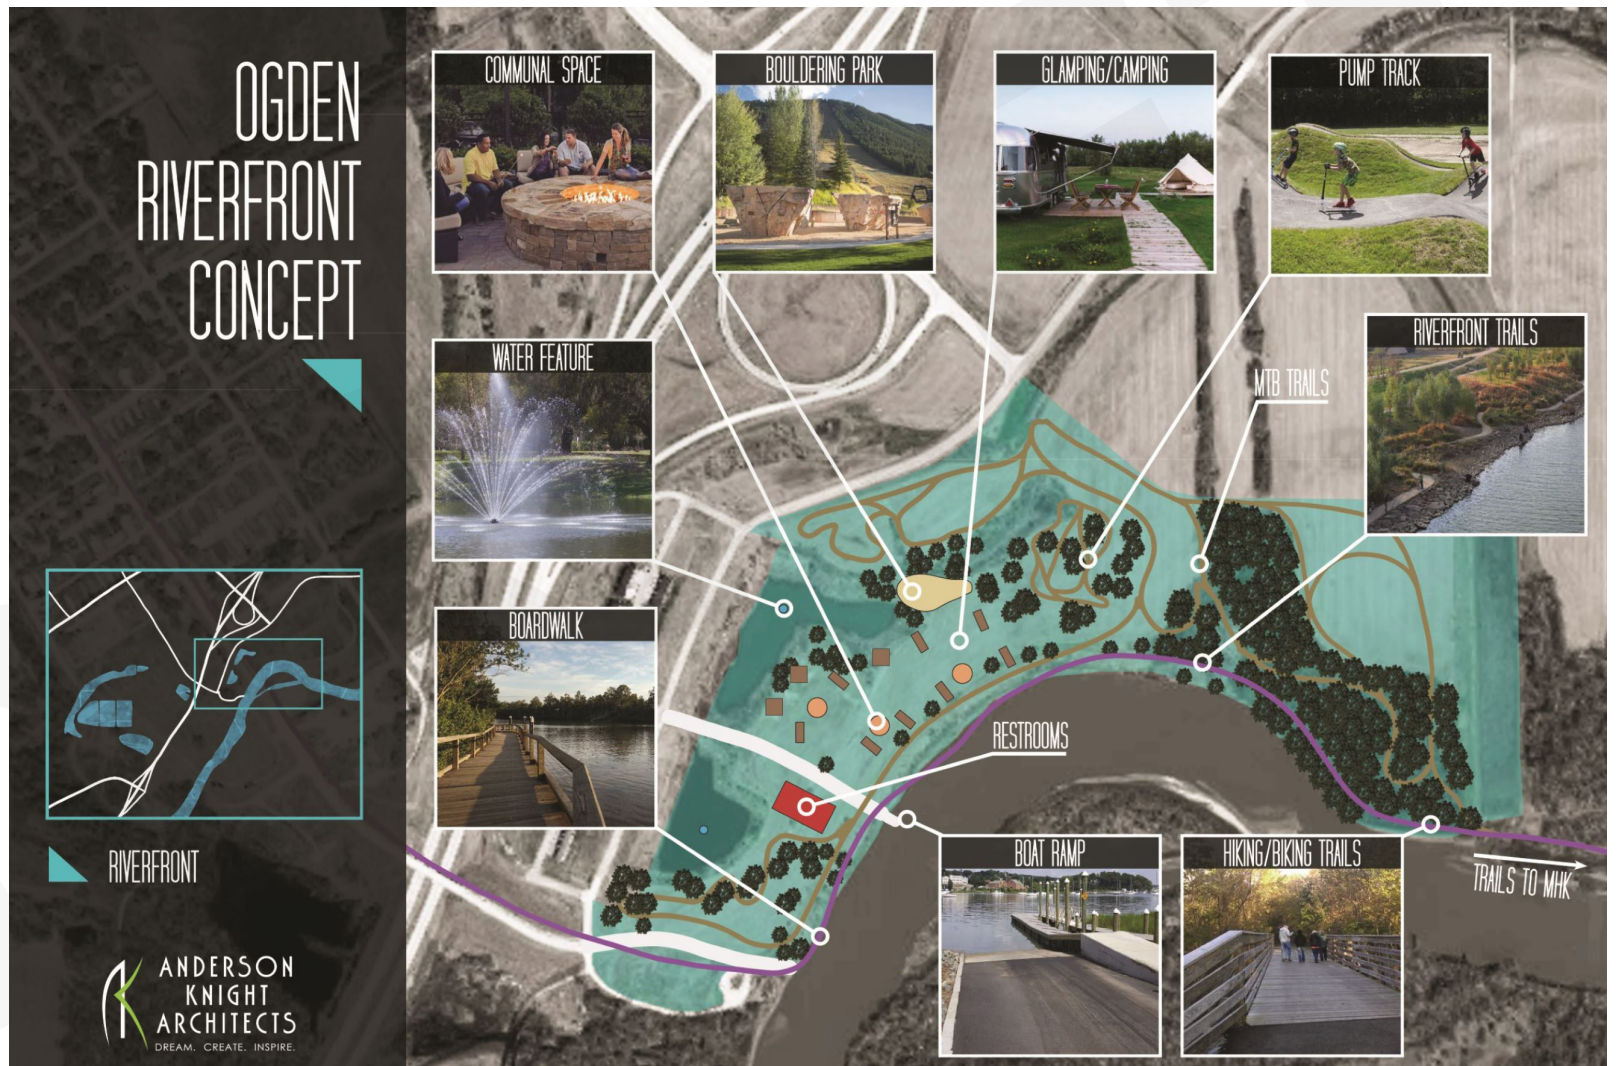 OGDEN
RIVERFRONT
CONCEPT
RIVERFRONT
ANDERSON
KNIGHT
ARCHITECTS
DREAM. CREATE. INSPIRE.
COMMUNAL SPACE
BOULDERING PARK
GLAMPING/CAMPING
PUMP TRACK
WATER FEATURE
MTB TRAILS
RIVERFRONT TRAILS
BOARDWALK
RESTROOMS
BOAT RAMP
HIKING/BIKING TRAILS
TRAILS TO MHK